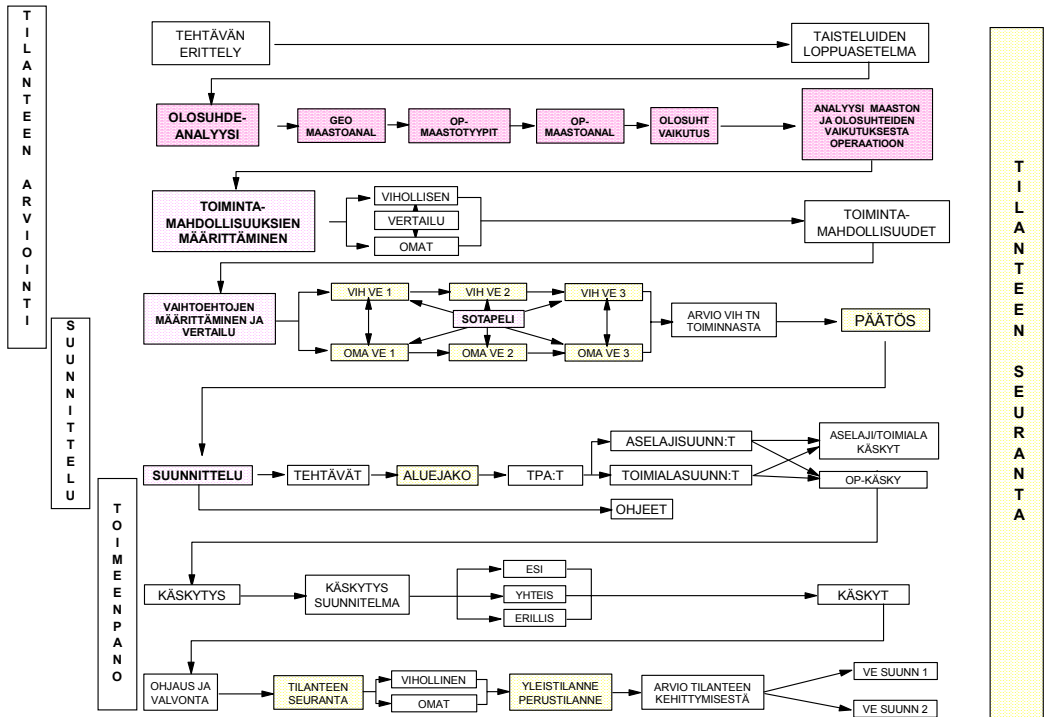 TILANTEEN ARVIOINTI
SUUNNITTELU
TOIMEENPANO
TEHTÄVÄN
ERITTELY
TAISTELUIDEN
LOPPUASETELMA
OLOSUHDE-
ANALYYSI
GEO
MAASTOANAL
OP-
MAASTOTYYPIT
OP-
MAASTOANAL
OLOSUHT
VAIKUTUS
ANALYYSI MAASTON
JA OLOSUHTEIDEN
VAIKUTUKSESTA
OPERAATIOON
TOIMINTA-
MAHDOLLISUUKSIEN
MÄÄRITTÄMINEN
VIHOLLISEN
VERTAILU
OMAT
TOIMINTA-
MAHDOLLISUUDET
VAIHTOEHTOJEN
MÄÄRITTÄMINEN JA
VERTAILU
VIH VE 1
VIH VE 2
VIH VE 3
SOTAPELI
OMA VE 1
OMA VE 2
OMA VE 3
ARVIO VIH TN
TOIMINNASTA
PÄÄTÖS
SUUNNITTELU
TEHTÄVÄT
ALUEJAKO
TPA:T
ASELAJISUUNN:T
TOIMIALASUUNN:T
ASELAJI/TOIMIALA
KÄSKYT
OP-KÄSKY
OHJEET
KÄSKYTYS
KÄSKYTYS
SUUNNITELMA
ESI
YHTEIS
ERILLIS
KÄSKYT
OHJAUS JA
VALVONTA
TILANTEEN
SEURANTA
VIHOLLINEN
OMAT
YLEISTILANNE
PERUSTILANNE
ARVIO TILANTEEN
KEHITTYMISESTÄ
VE SUUNN 1
VE SUUNN 2
TILANTEEN SEURANTA